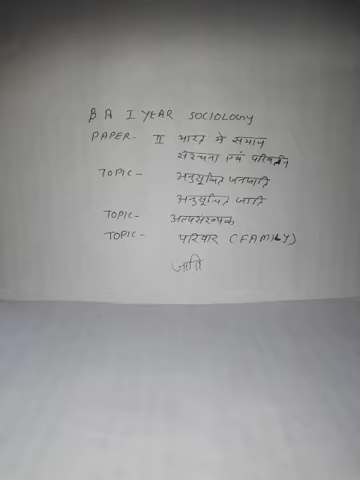 B A I YEAR SOCIOLOGY
PAPER- II भारत मे समाज
संरचना एवं परिवर्तन
TOPIC- अनुसूचित जनजाति
अनुसूचित जाति
TOPIC- अल्पसंख्यक
TOPIC- परिवार (FAMILY)
जाति